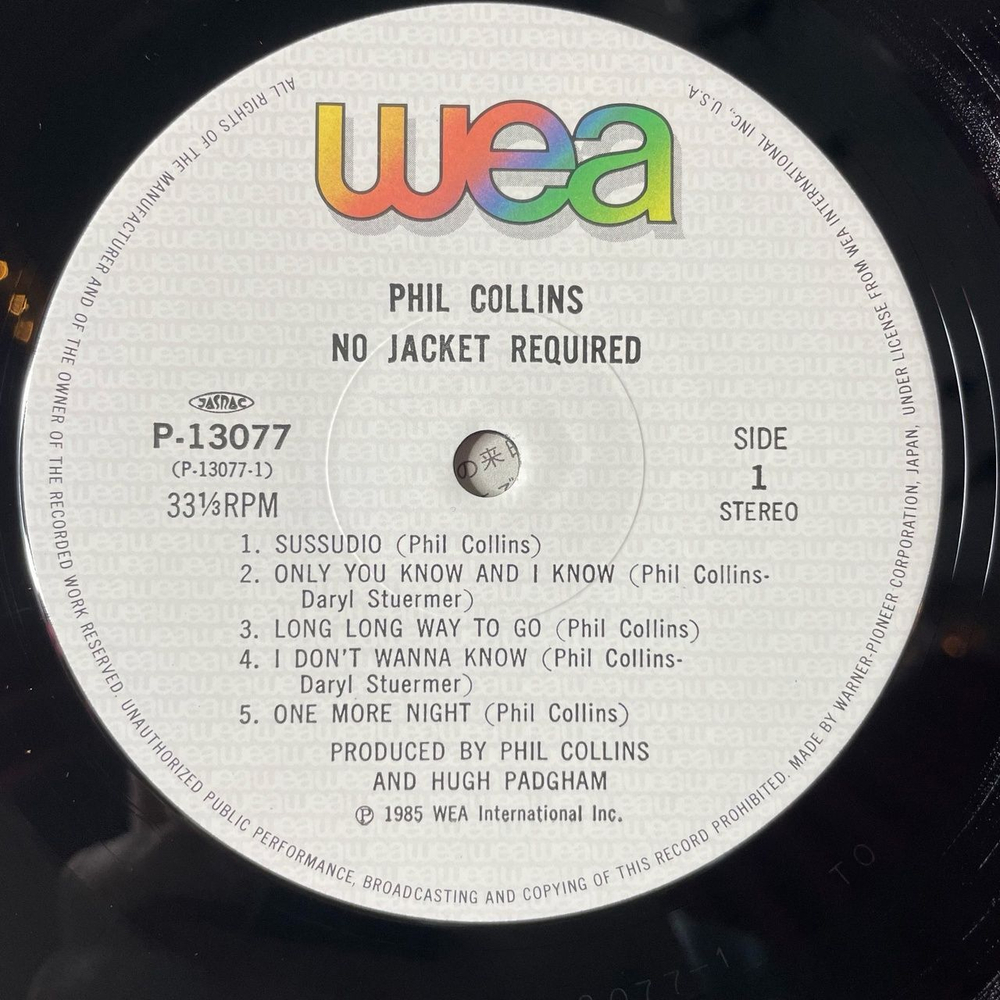 wea
PHIL COLLINS
NO JACKET REQUIRED
JASRAC
P-13077
(P-13077-1)
33⅓RPM
SIDE
1
STEREO
の来
1. SUSSUDIO (Phil Collins)
2. ONLY YOU KNOW AND I KNOW (Phil Collins-
Daryl Stuermer)
3. LONG LONG WAY TO GO (Phil Collins)
4. I DON'T WANNA KNOW (Phil Collins-
Daryl Stuermer)
5. ONE MORE NIGHT (Phil Collins)
PRODUCED BY PHIL COLLINS
AND HUGH PADGHAM
Ⓟ 1985 WEA International Inc.
ALL RIGHTS OF THE MANUFACTURER AND OF THE OWNER OF THE RECORDED WORK RESERVED. UNAUTHORIZED PUBLIC PERFORMANCE, BROADCASTING AND COPYING OF THIS RECORD PROHIBITED. MADE BY WARNER-PIONEER CORPORATION, JAPAN, UNDER LICENSE FROM WEA INTERNATIONAL INC., U.S.A.
TO
3077-1